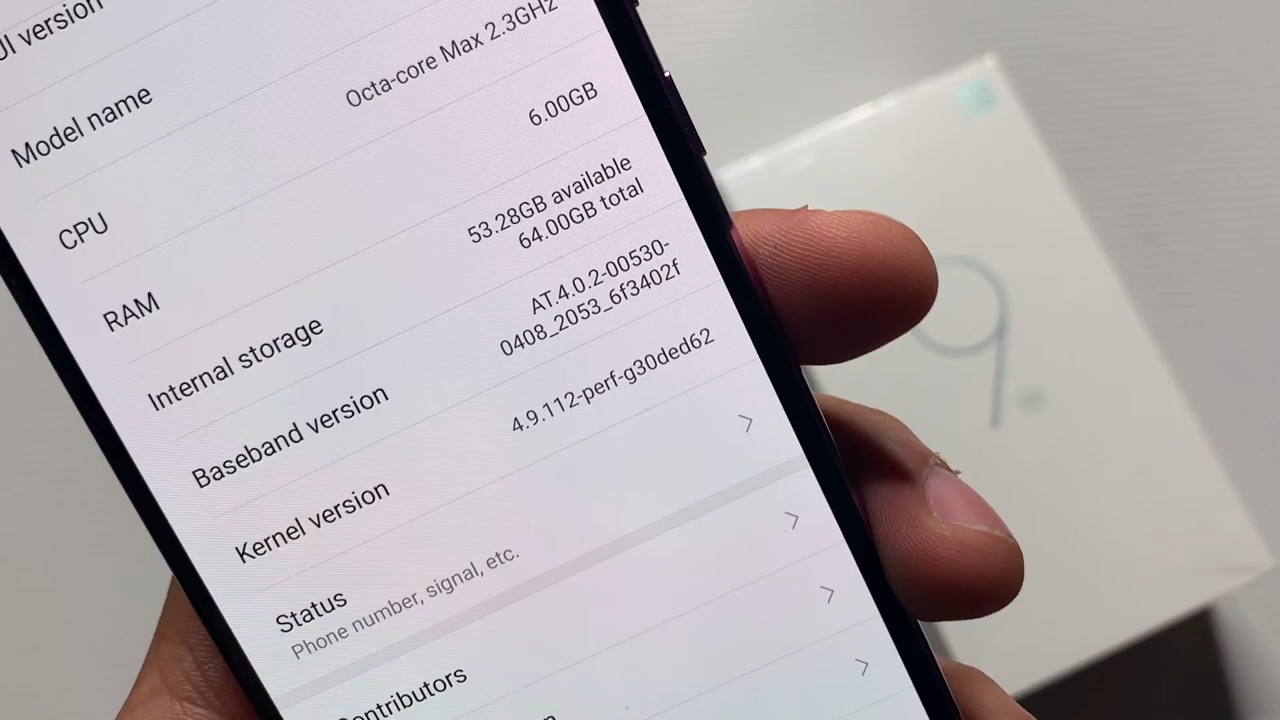 UI version
Model name
CPU
Octa-core Max 2.3GHz
RAM
6.00GB
Internal storage
53.28GB available
64.00GB total
Baseband version
AT.4.0.2-00530-
0408_2053_6f3402f
Kernel version
4.9.112-perf-g30ded62
Status
Phone number, signal, etc.
Contributors
9